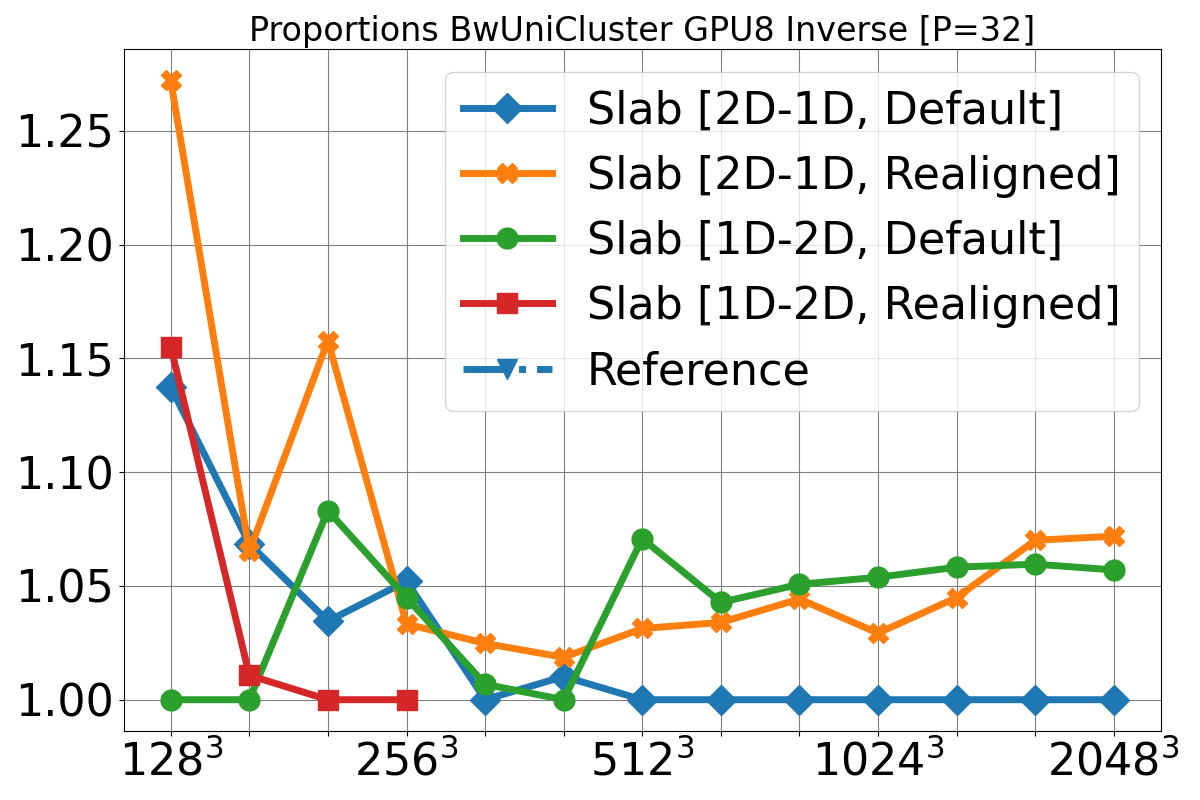 Proportions BwUniCluster GPU8 Inverse [P=32]
Slab [2D-1D, Default]
Slab [2D-1D, Realigned]
Slab [1D-2D, Default]
Slab [1D-2D, Realigned]
Reference
1.25
1.20
1.15
1.10
1.05
1.00
128³ 256³ 512³ 1024³ 2048³